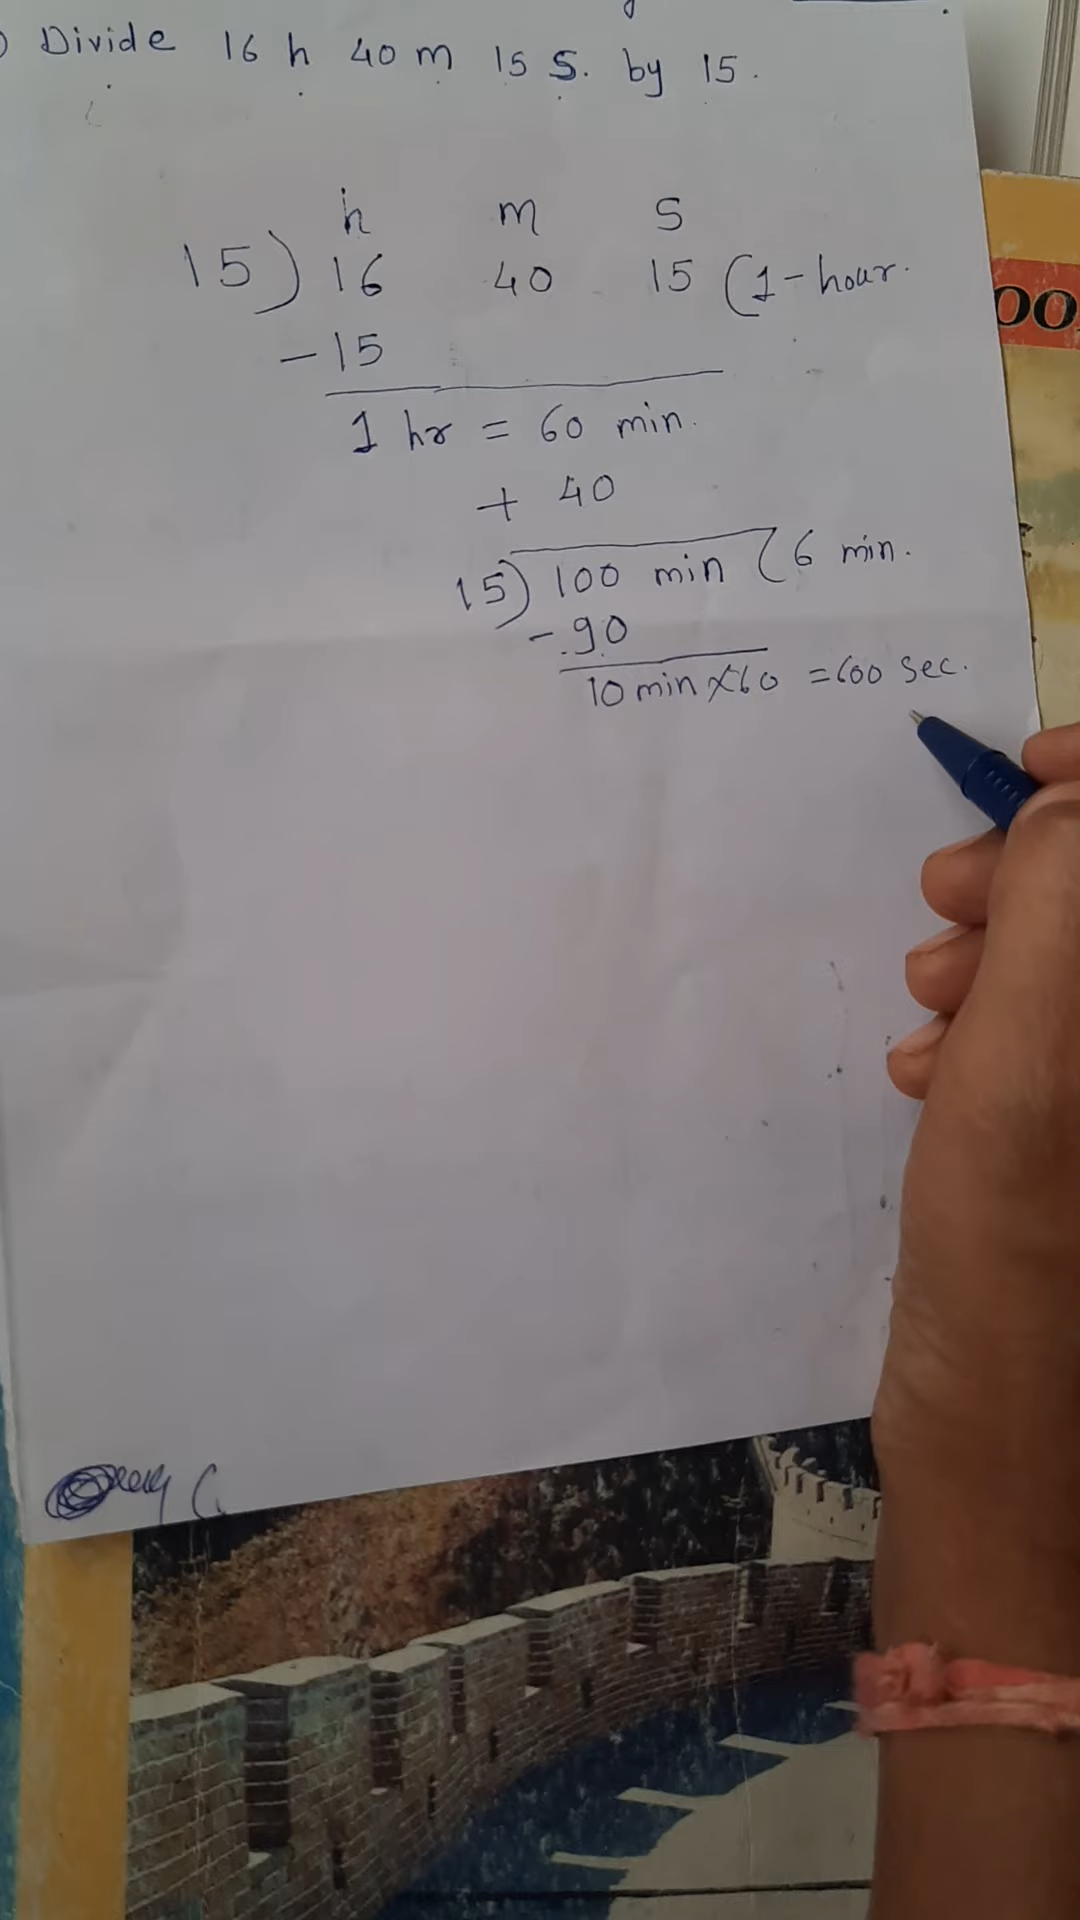 Divide 16 h 40 m 15 S. by 15.
h m S
15) 16 40 15 (1-hour.
-15
1 hr = 60 min.
+ 40
15) 100 min (6 min.
- 90
10 min x 60 = 600 sec.
00